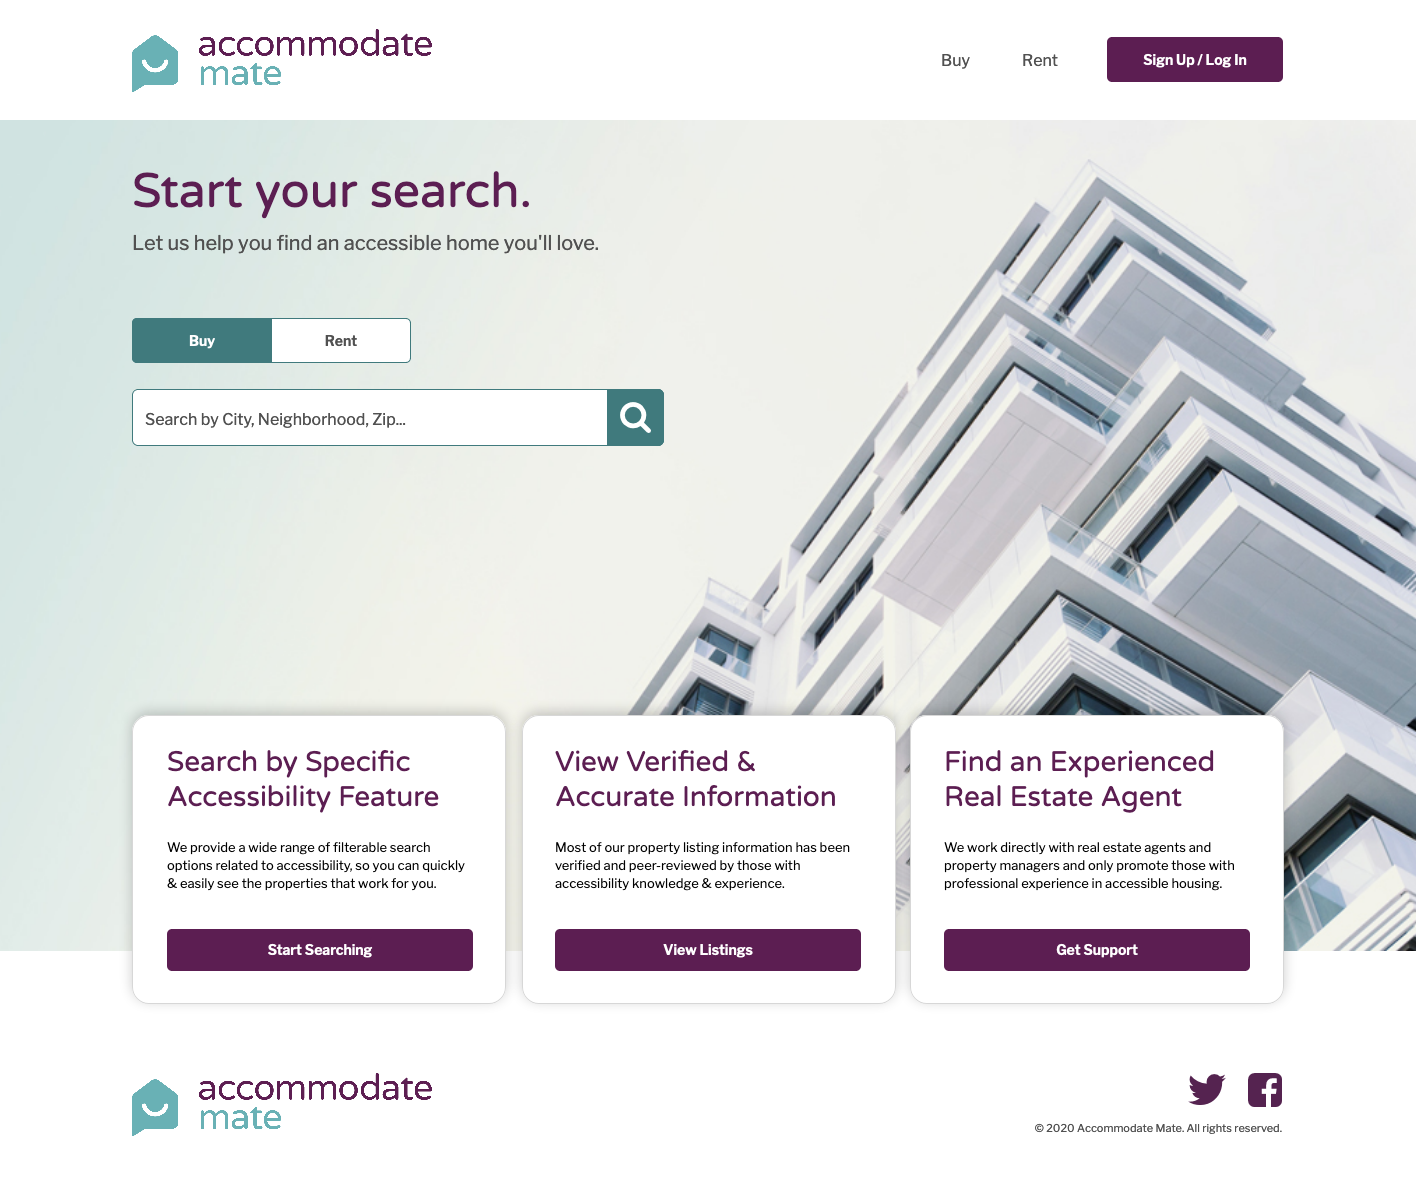 accommodate
mate
Buy
Rent
Sign Up / Log In
Start your search.
Let us help you find an accessible home you'll love.
Buy
Rent
Search by City, Neighborhood, Zip...
Search by Specific
Accessibility Feature
We provide a wide range of filterable search
options related to accessibility, so you can quickly
& easily see the properties that work for you.
Start Searching
View Verified &
Accurate Information
Most of our property listing information has been
verified and peer-reviewed by those with
accessibility knowledge & experience.
View Listings
Find an Experienced
Real Estate Agent
We work directly with real estate agents and
property managers and only promote those with
professional experience in accessible housing.
Get Support
accommodate
mate
© 2020 Accommodate Mate. All rights reserved.